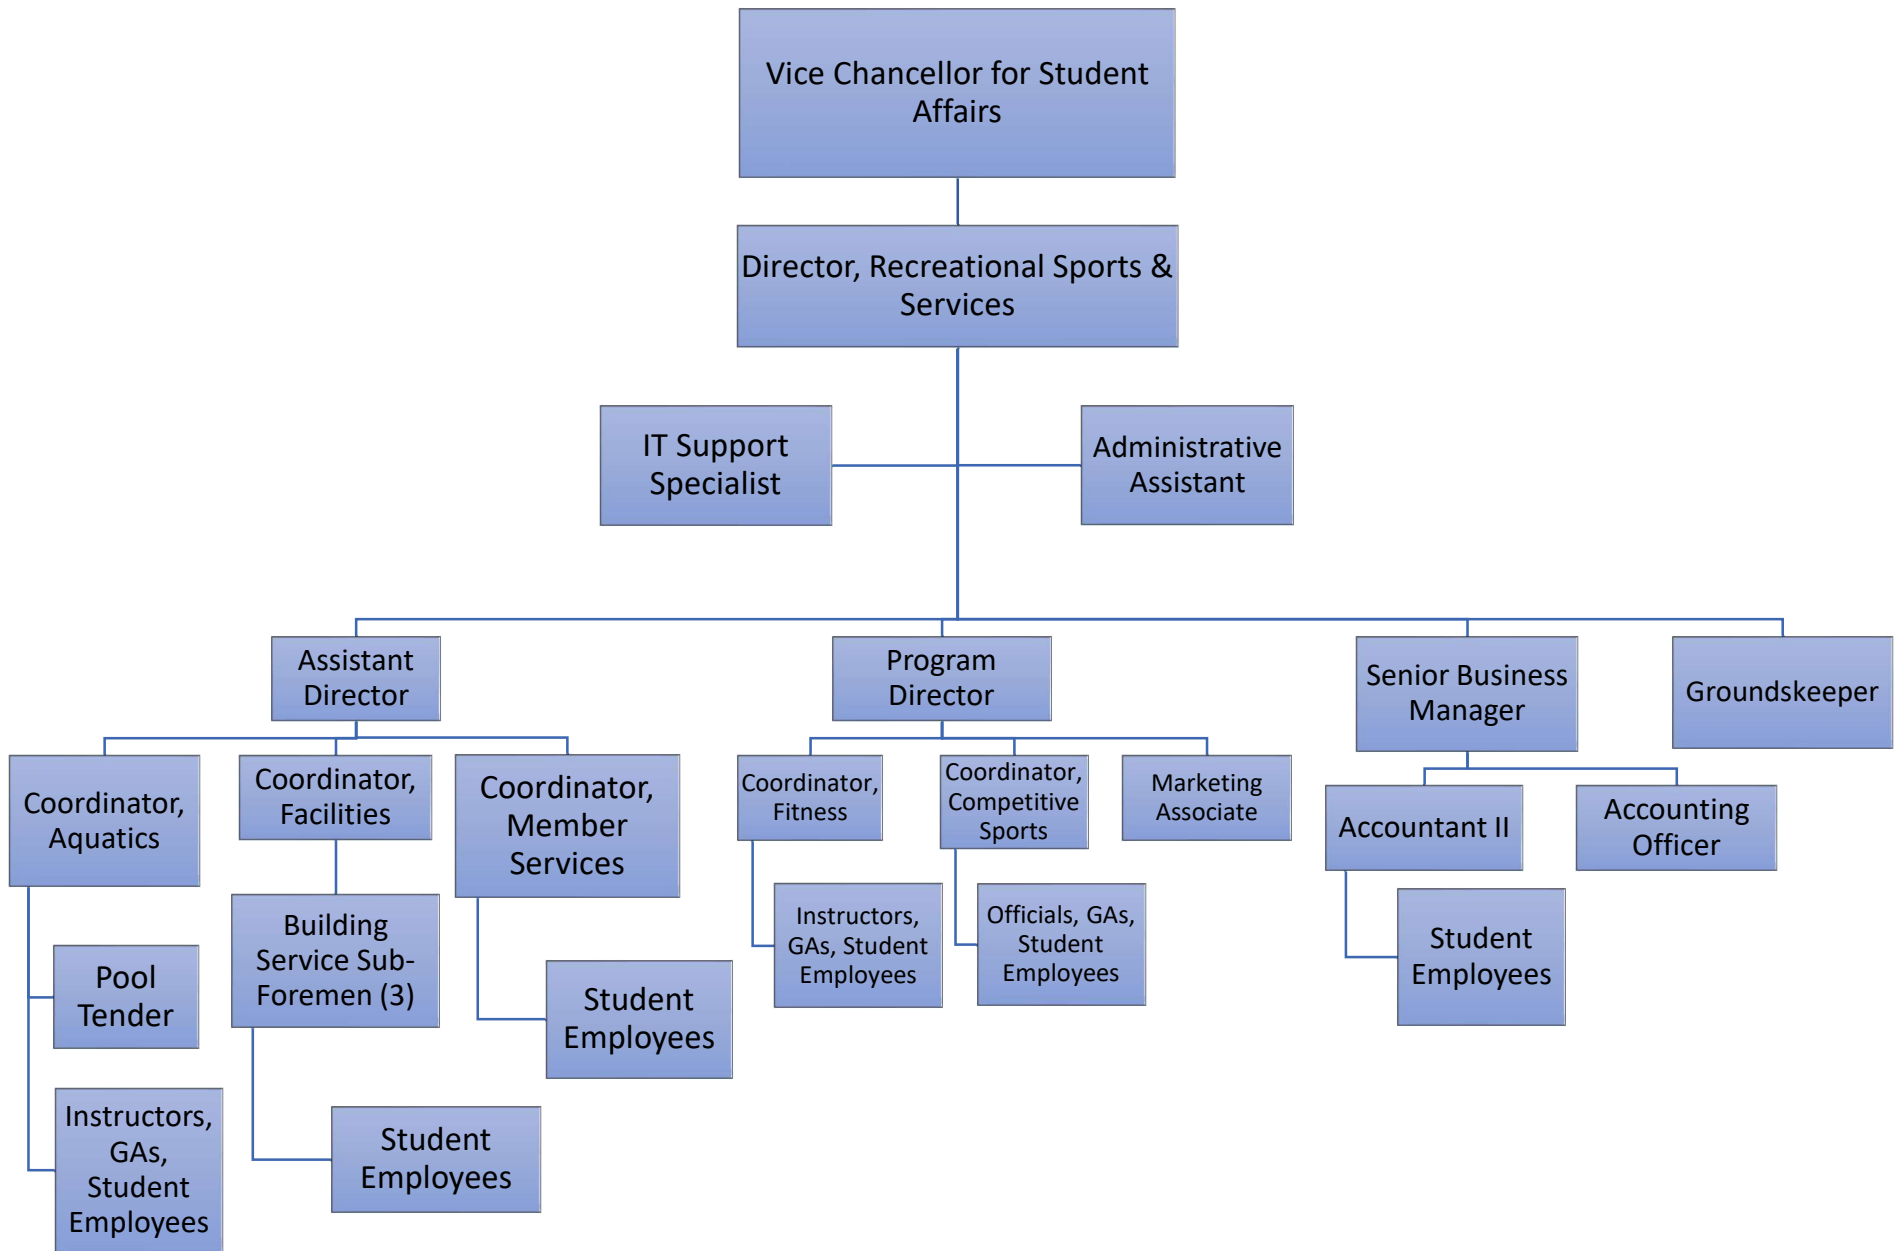 Vice Chancellor for Student
Affairs
Director, Recreational Sports &
Services
IT Support
Specialist
Administrative
Assistant
Assistant
Director
Program
Director
Senior Business
Manager
Groundskeeper
Coordinator,
Aquatics
Coordinator,
Facilities
Coordinator,
Member
Services
Coordinator,
Fitness
Coordinator,
Competitive
Sports
Marketing
Associate
Accountant II
Accounting
Officer
Pool
Tender
Building
Service Sub-
Foremen (3)
Student
Employees
Instructors,
GAs, Student
Employees
Officials, GAs,
Student
Employees
Student
Employees
Instructors,
GAs,
Student
Employees
Student
Employees